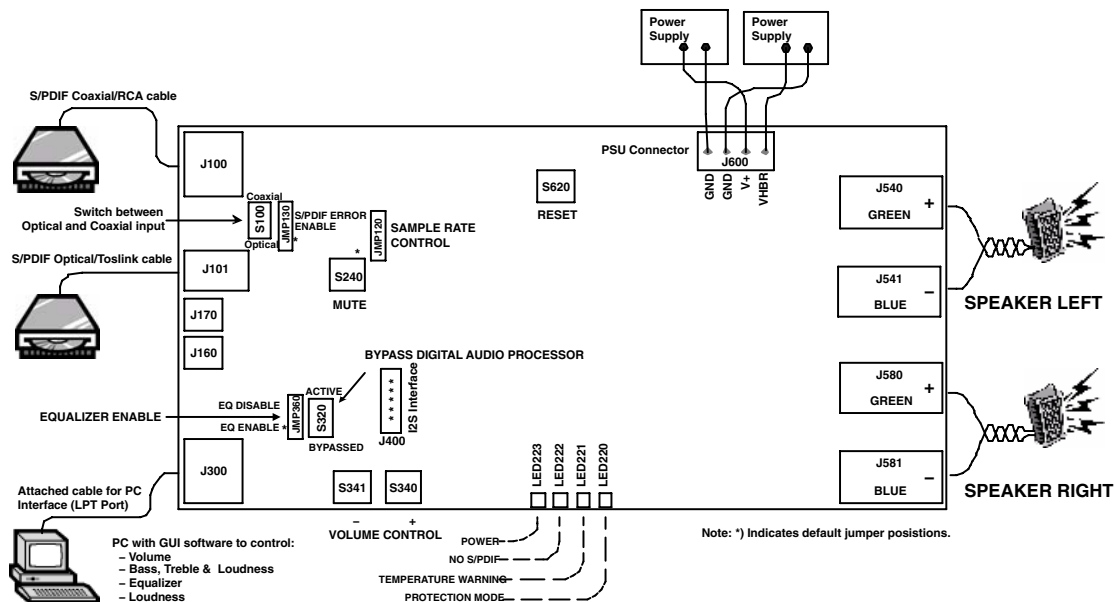 Power
Supply
Power
Supply
S/PDIF Coaxial/RCA cable
PSU Connector
J600
GND
GND
V+
VHBR
J100
Coaxial
S100
Optical
JMP130
S/PDIF ERROR
ENABLE
*
JMP120
*
SAMPLE RATE
CONTROL
S620
RESET
Switch between
Optical and Coaxial input
S/PDIF Optical/Toslink cable
J101
S240
MUTE
J170
J160
J540
+
GREEN
J541
–
BLUE
SPEAKER LEFT
BYPASS DIGITAL AUDIO PROCESSOR
EQUALIZER ENABLE
EQ DISABLE
EQ ENABLE *
JMP360
ACTIVE
S320
BYPASSED
* * * * *
J400
I2S Interface
J580
+
GREEN
J581
–
BLUE
SPEAKER RIGHT
J300
Attached cable for PC
Interface (LPT Port)
S341
S340
–
+
VOLUME CONTROL
LED223
LED222
LED221
LED220
POWER
NO S/PDIF
TEMPERATURE WARNING
PROTECTION MODE
Note: *) Indicates default jumper posistions.
PC with GUI software to control:
– Volume
– Bass, Treble & Loudness
– Equalizer
– Loudness